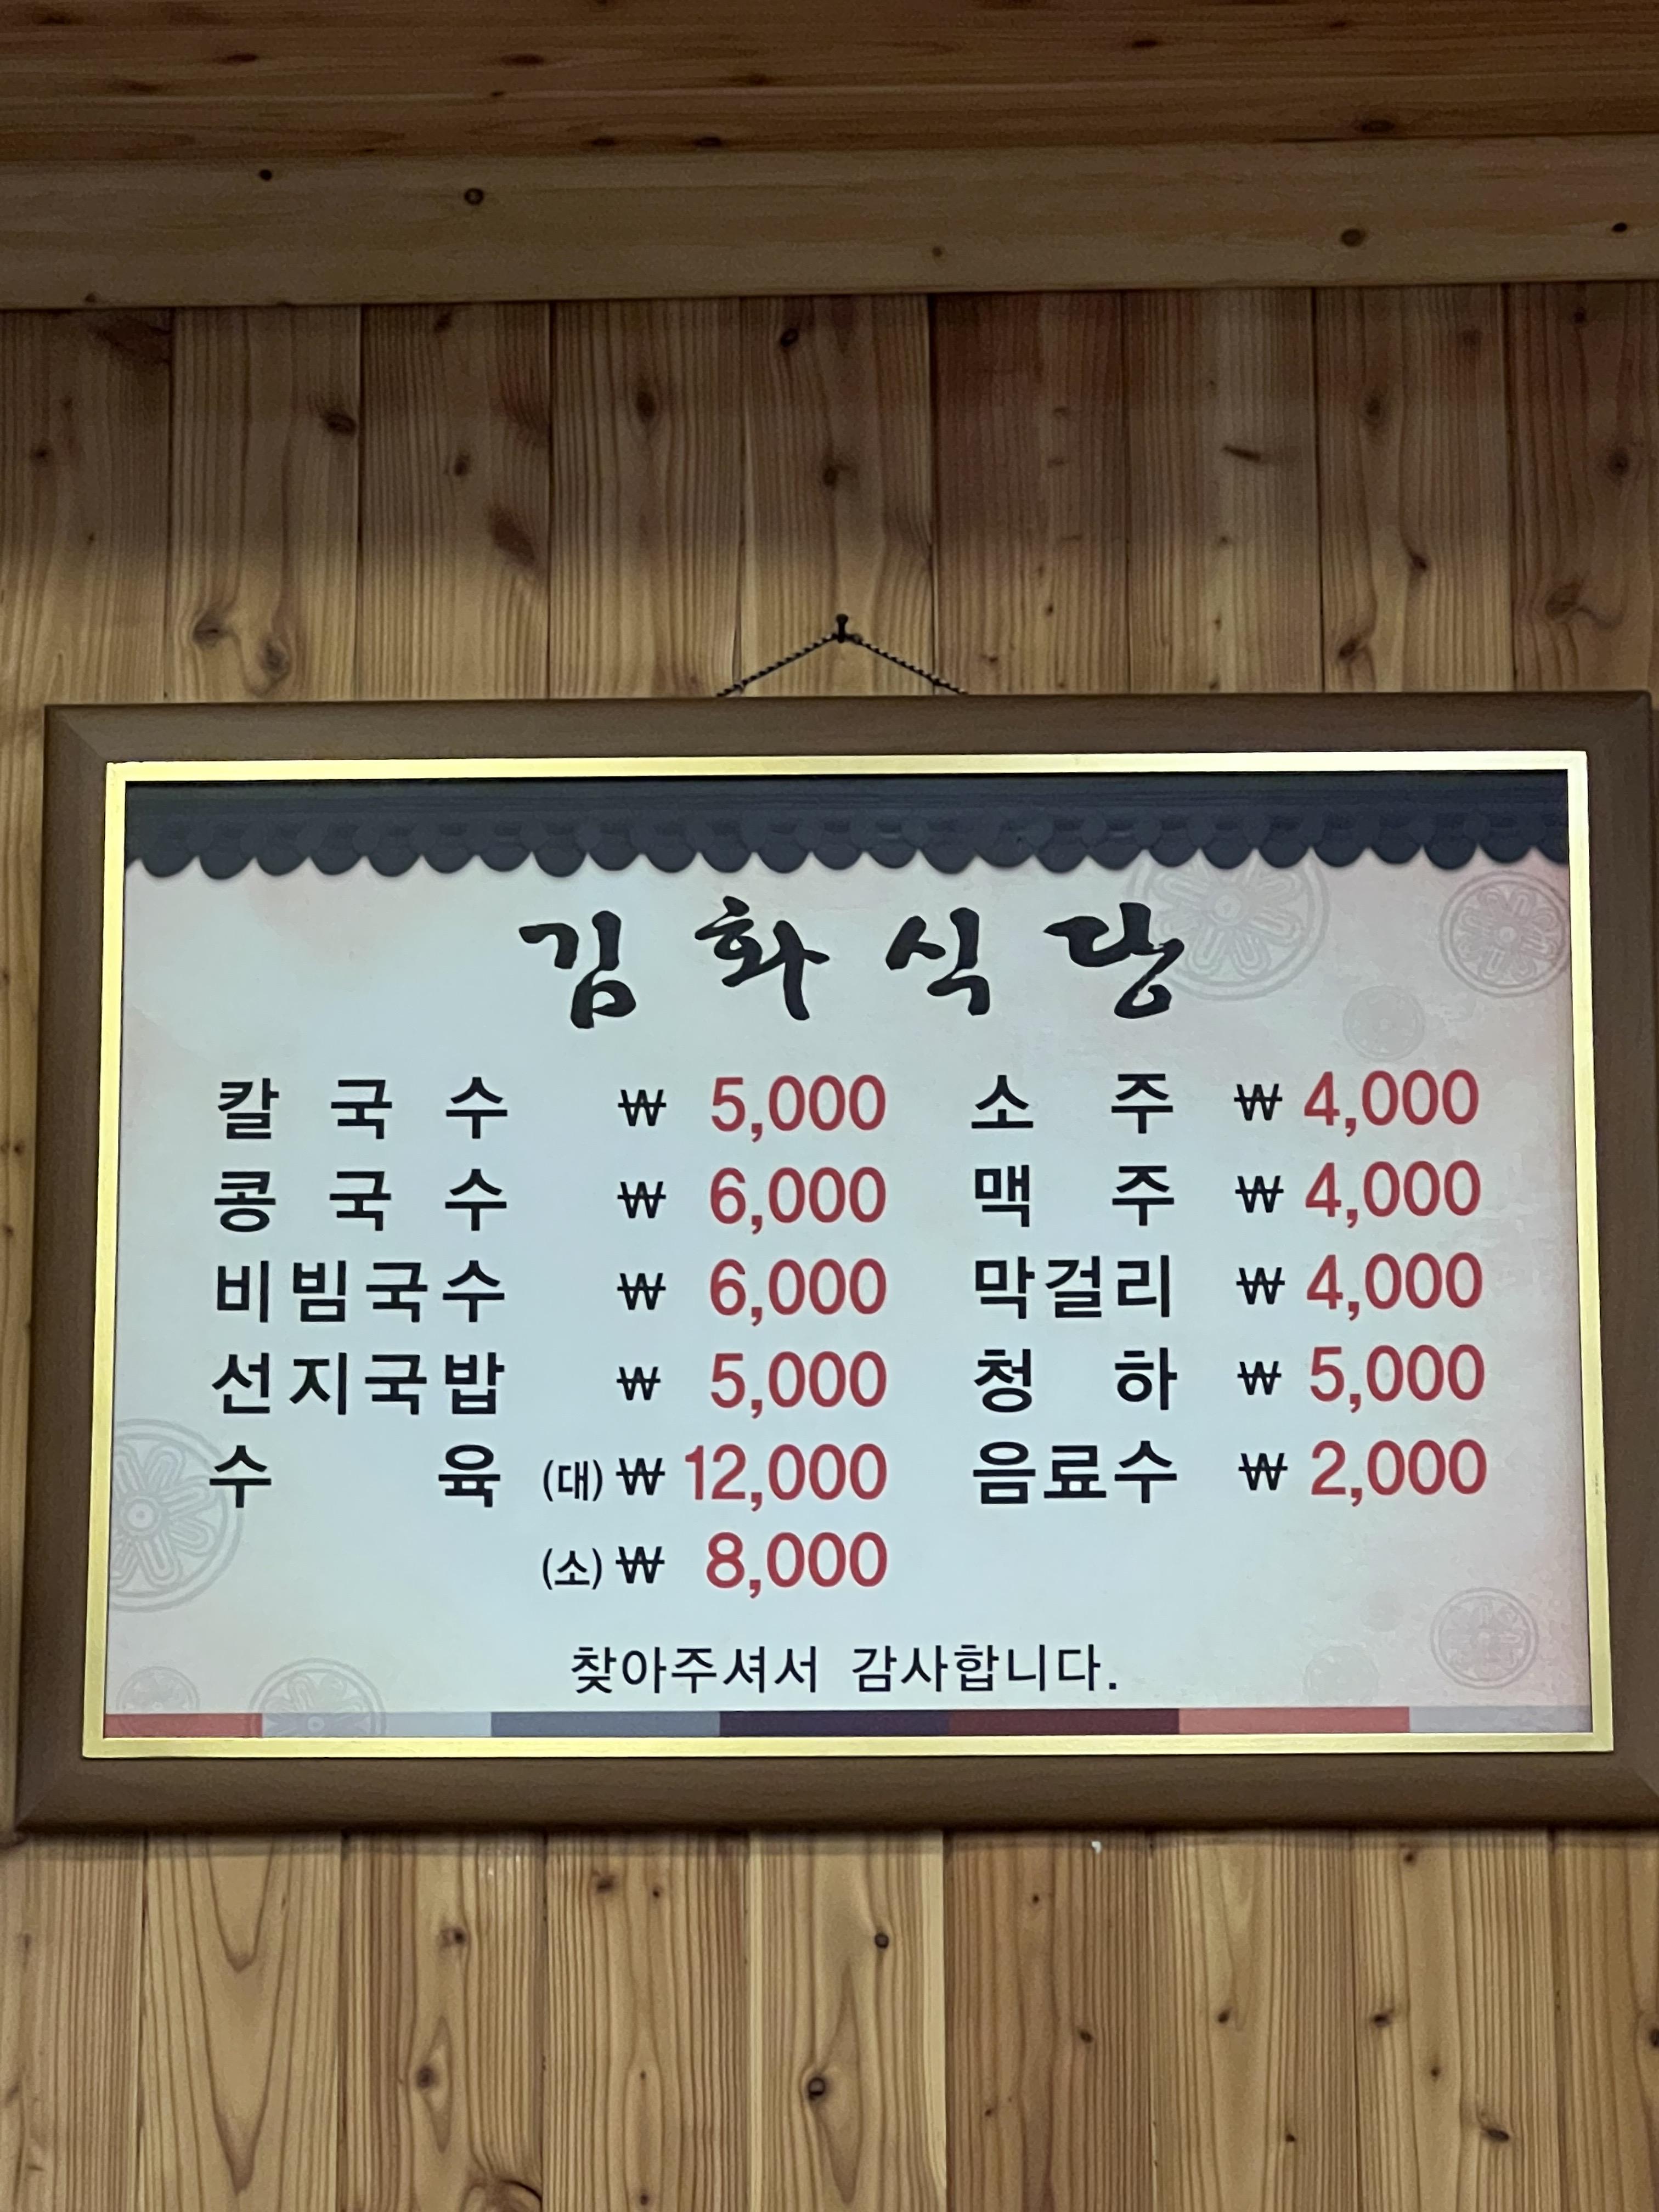 김화식당
칼국수 ₩ 5,000
콩국수 ₩ 6,000
비빔국수 ₩ 6,000
선지국밥 ₩ 5,000
수육 (대) ₩ 12,000
(소) ₩ 8,000
소주 ₩ 4,000
맥주 ₩ 4,000
막걸리 ₩ 4,000
청하 ₩ 5,000
음료수 ₩ 2,000
찾아주셔서 감사합니다.